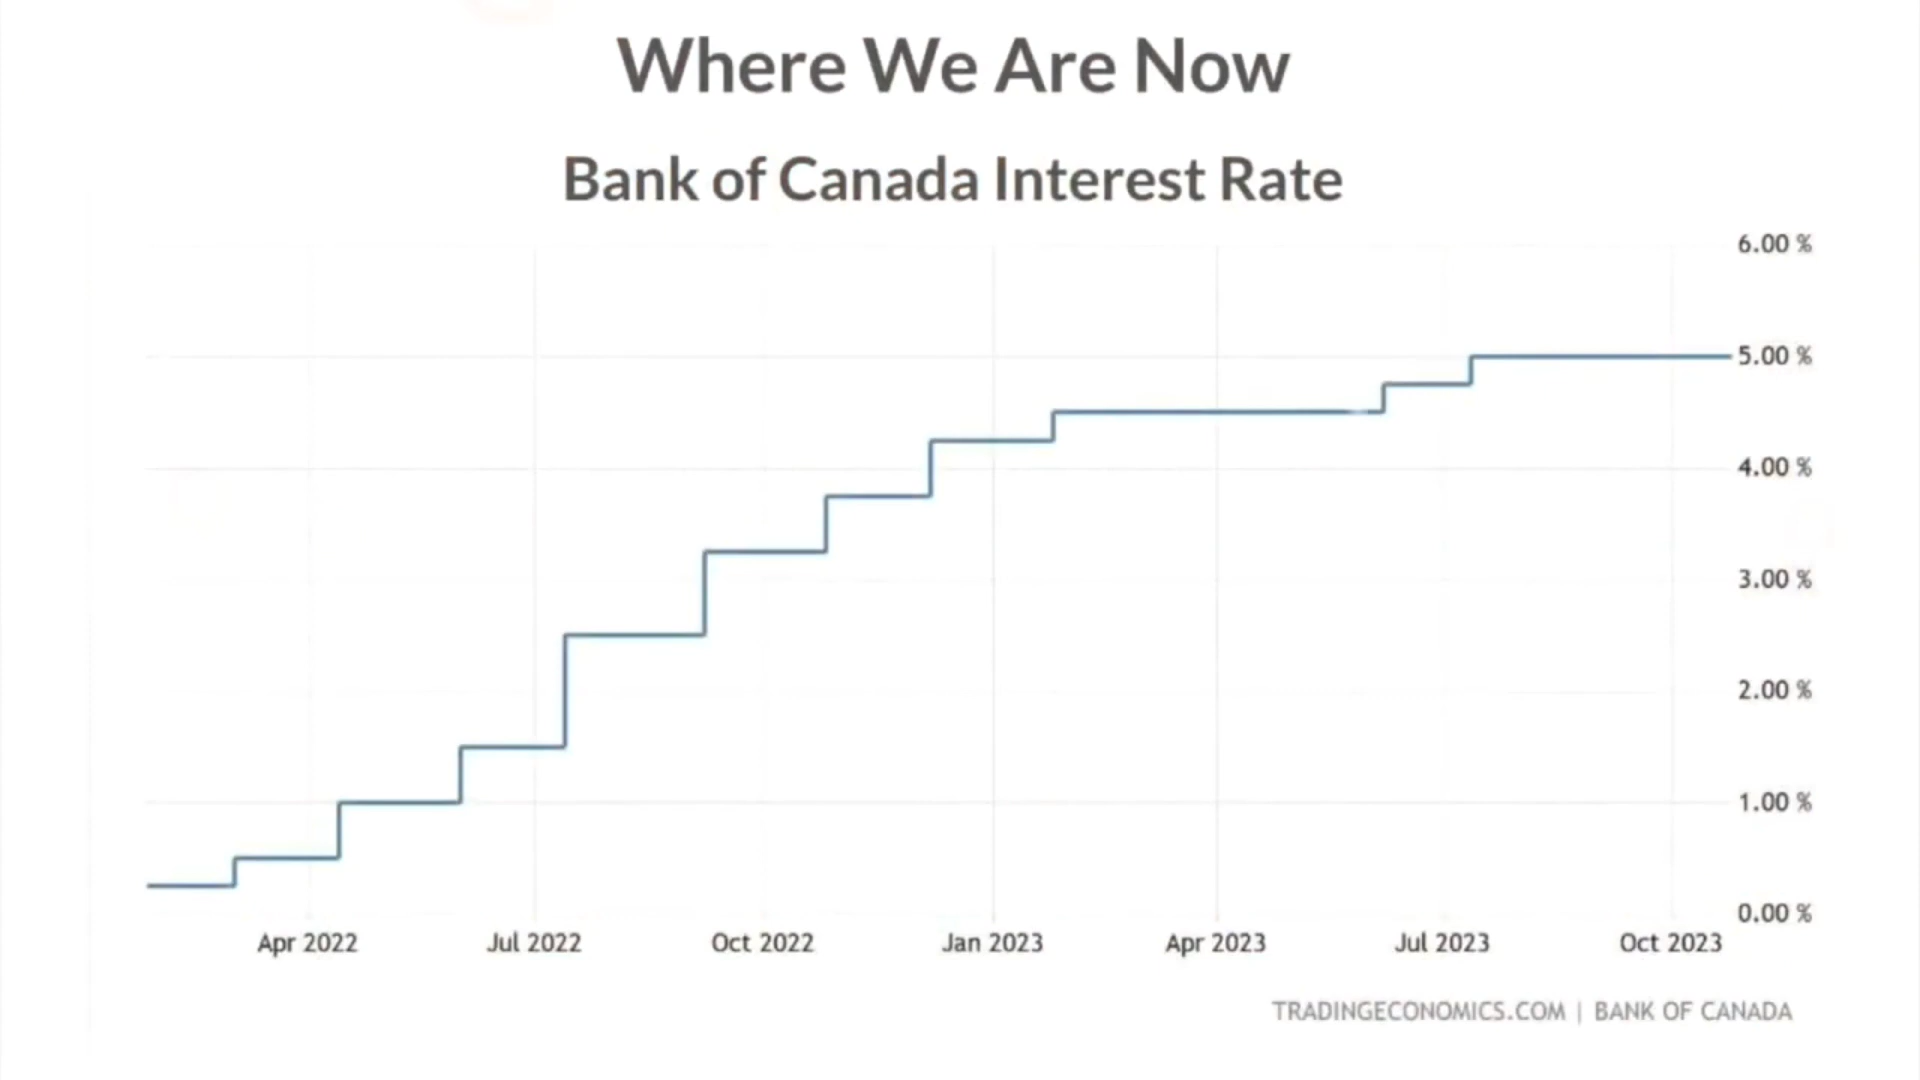 Where We Are Now
Bank of Canada Interest Rate
6.00 %
5.00 %
4.00 %
3.00 %
2.00 %
1.00 %
0.00 %
Apr 2022 Jul 2022 Oct 2022 Jan 2023 Apr 2023 Jul 2023 Oct 2023
TRADINGECONOMICS.COM | BANK OF CANADA